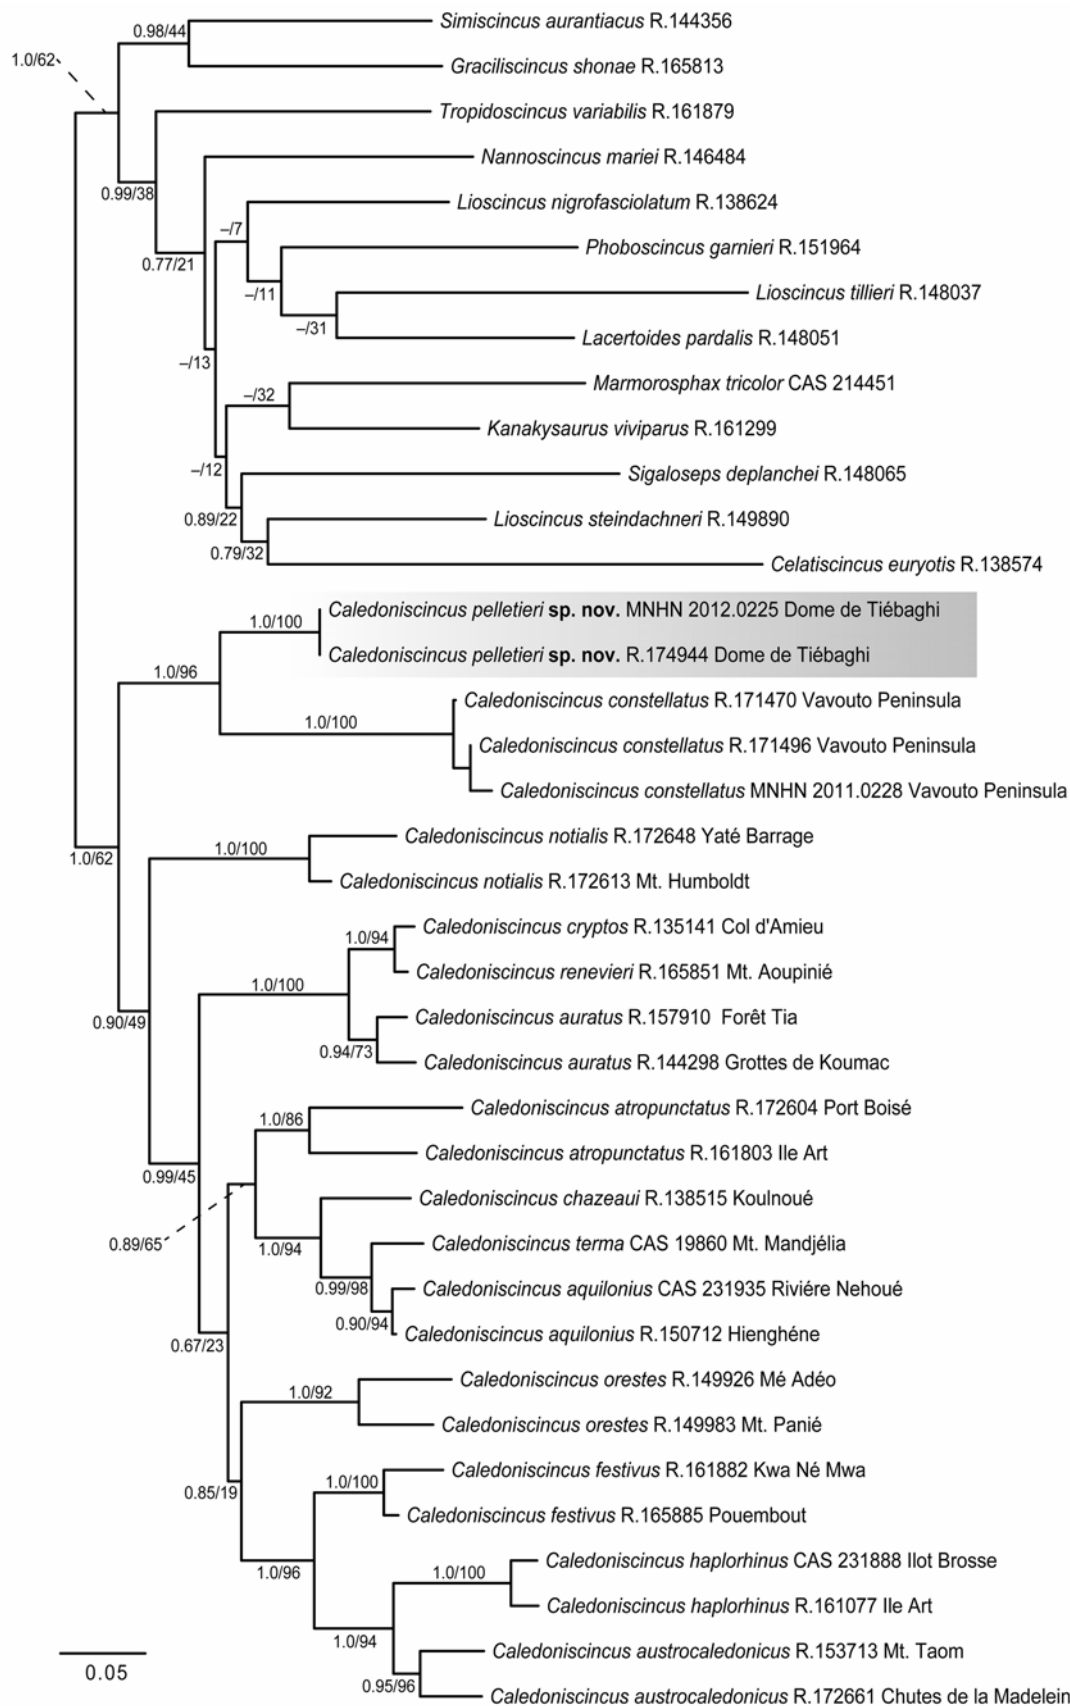 Simiscincus aurantiacus R.144356
0.98/44
1.0/62
Graciliscincus shonae R.165813
Tropidoscincus variabilis R.161879
Nannoscincus mariei R.146484
0.99/38
Lioscincus nigrofasciolatum R.138624
–/7
Phoboscincus garnieri R.151964
0.77/21
–/11
Lioscincus tillieri R.148037
–/31
Lacertoides pardalis R.148051
–/13
Marmorosphax tricolor CAS 214451
–/32
Kanakysaurus viviparus R.161299
–/12
Sigaloseps deplanchei R.148065
0.89/22
Lioscincus steindachneri R.149890
0.79/32
Celatiscincus euryotis R.138574
Caledoniscincus pelletieri sp. nov. MNHN 2012.0225 Dome de Tiébaghi
1.0/100
Caledoniscincus pelletieri sp. nov. R.174944 Dome de Tiébaghi
1.0/96
Caledoniscincus constellatus R.171470 Vavouto Peninsula
1.0/100
Caledoniscincus constellatus R.171496 Vavouto Peninsula
Caledoniscincus constellatus MNHN 2011.0228 Vavouto Peninsula
Caledoniscincus notialis R.172648 Yaté Barrage
1.0/100
1.0/62
Caledoniscincus notialis R.172613 Mt. Humboldt
Caledoniscincus cryptos R.135141 Col d'Amieu
1.0/94
Caledoniscincus renevieri R.165851 Mt. Aoupinié
1.0/100
Caledoniscincus auratus R.157910 Forêt Tia
0.90/49
0.94/73
Caledoniscincus auratus R.144298 Grottes de Koumac
Caledoniscincus atropunctatus R.172604 Port Boisé
1.0/86
Caledoniscincus atropunctatus R.161803 Ile Art
0.99/45
Caledoniscincus chazeaui R.138515 Koulnoué
0.89/65
1.0/94
Caledoniscincus terma CAS 19860 Mt. Mandjélia
0.99/98
Caledoniscincus aquilonius CAS 231935 Riviére Nehoué
0.90/94
Caledoniscincus aquilonius R.150712 Hienghéne
0.67/23
Caledoniscincus orestes R.149926 Mé Adéo
1.0/92
Caledoniscincus orestes R.149983 Mt. Panié
Caledoniscincus festivus R.161882 Kwa Né Mwa
1.0/100
0.85/19
Caledoniscincus festivus R.165885 Pouembout
Caledoniscincus haplorhinus CAS 231888 Ilot Brosse
1.0/96
1.0/100
Caledoniscincus haplorhinus R.161077 Ile Art
1.0/94
Caledoniscincus austrocaledonicus R.153713 Mt. Taom
0.05
0.95/96
Caledoniscincus austrocaledonicus R.172661 Chutes de la Madelein